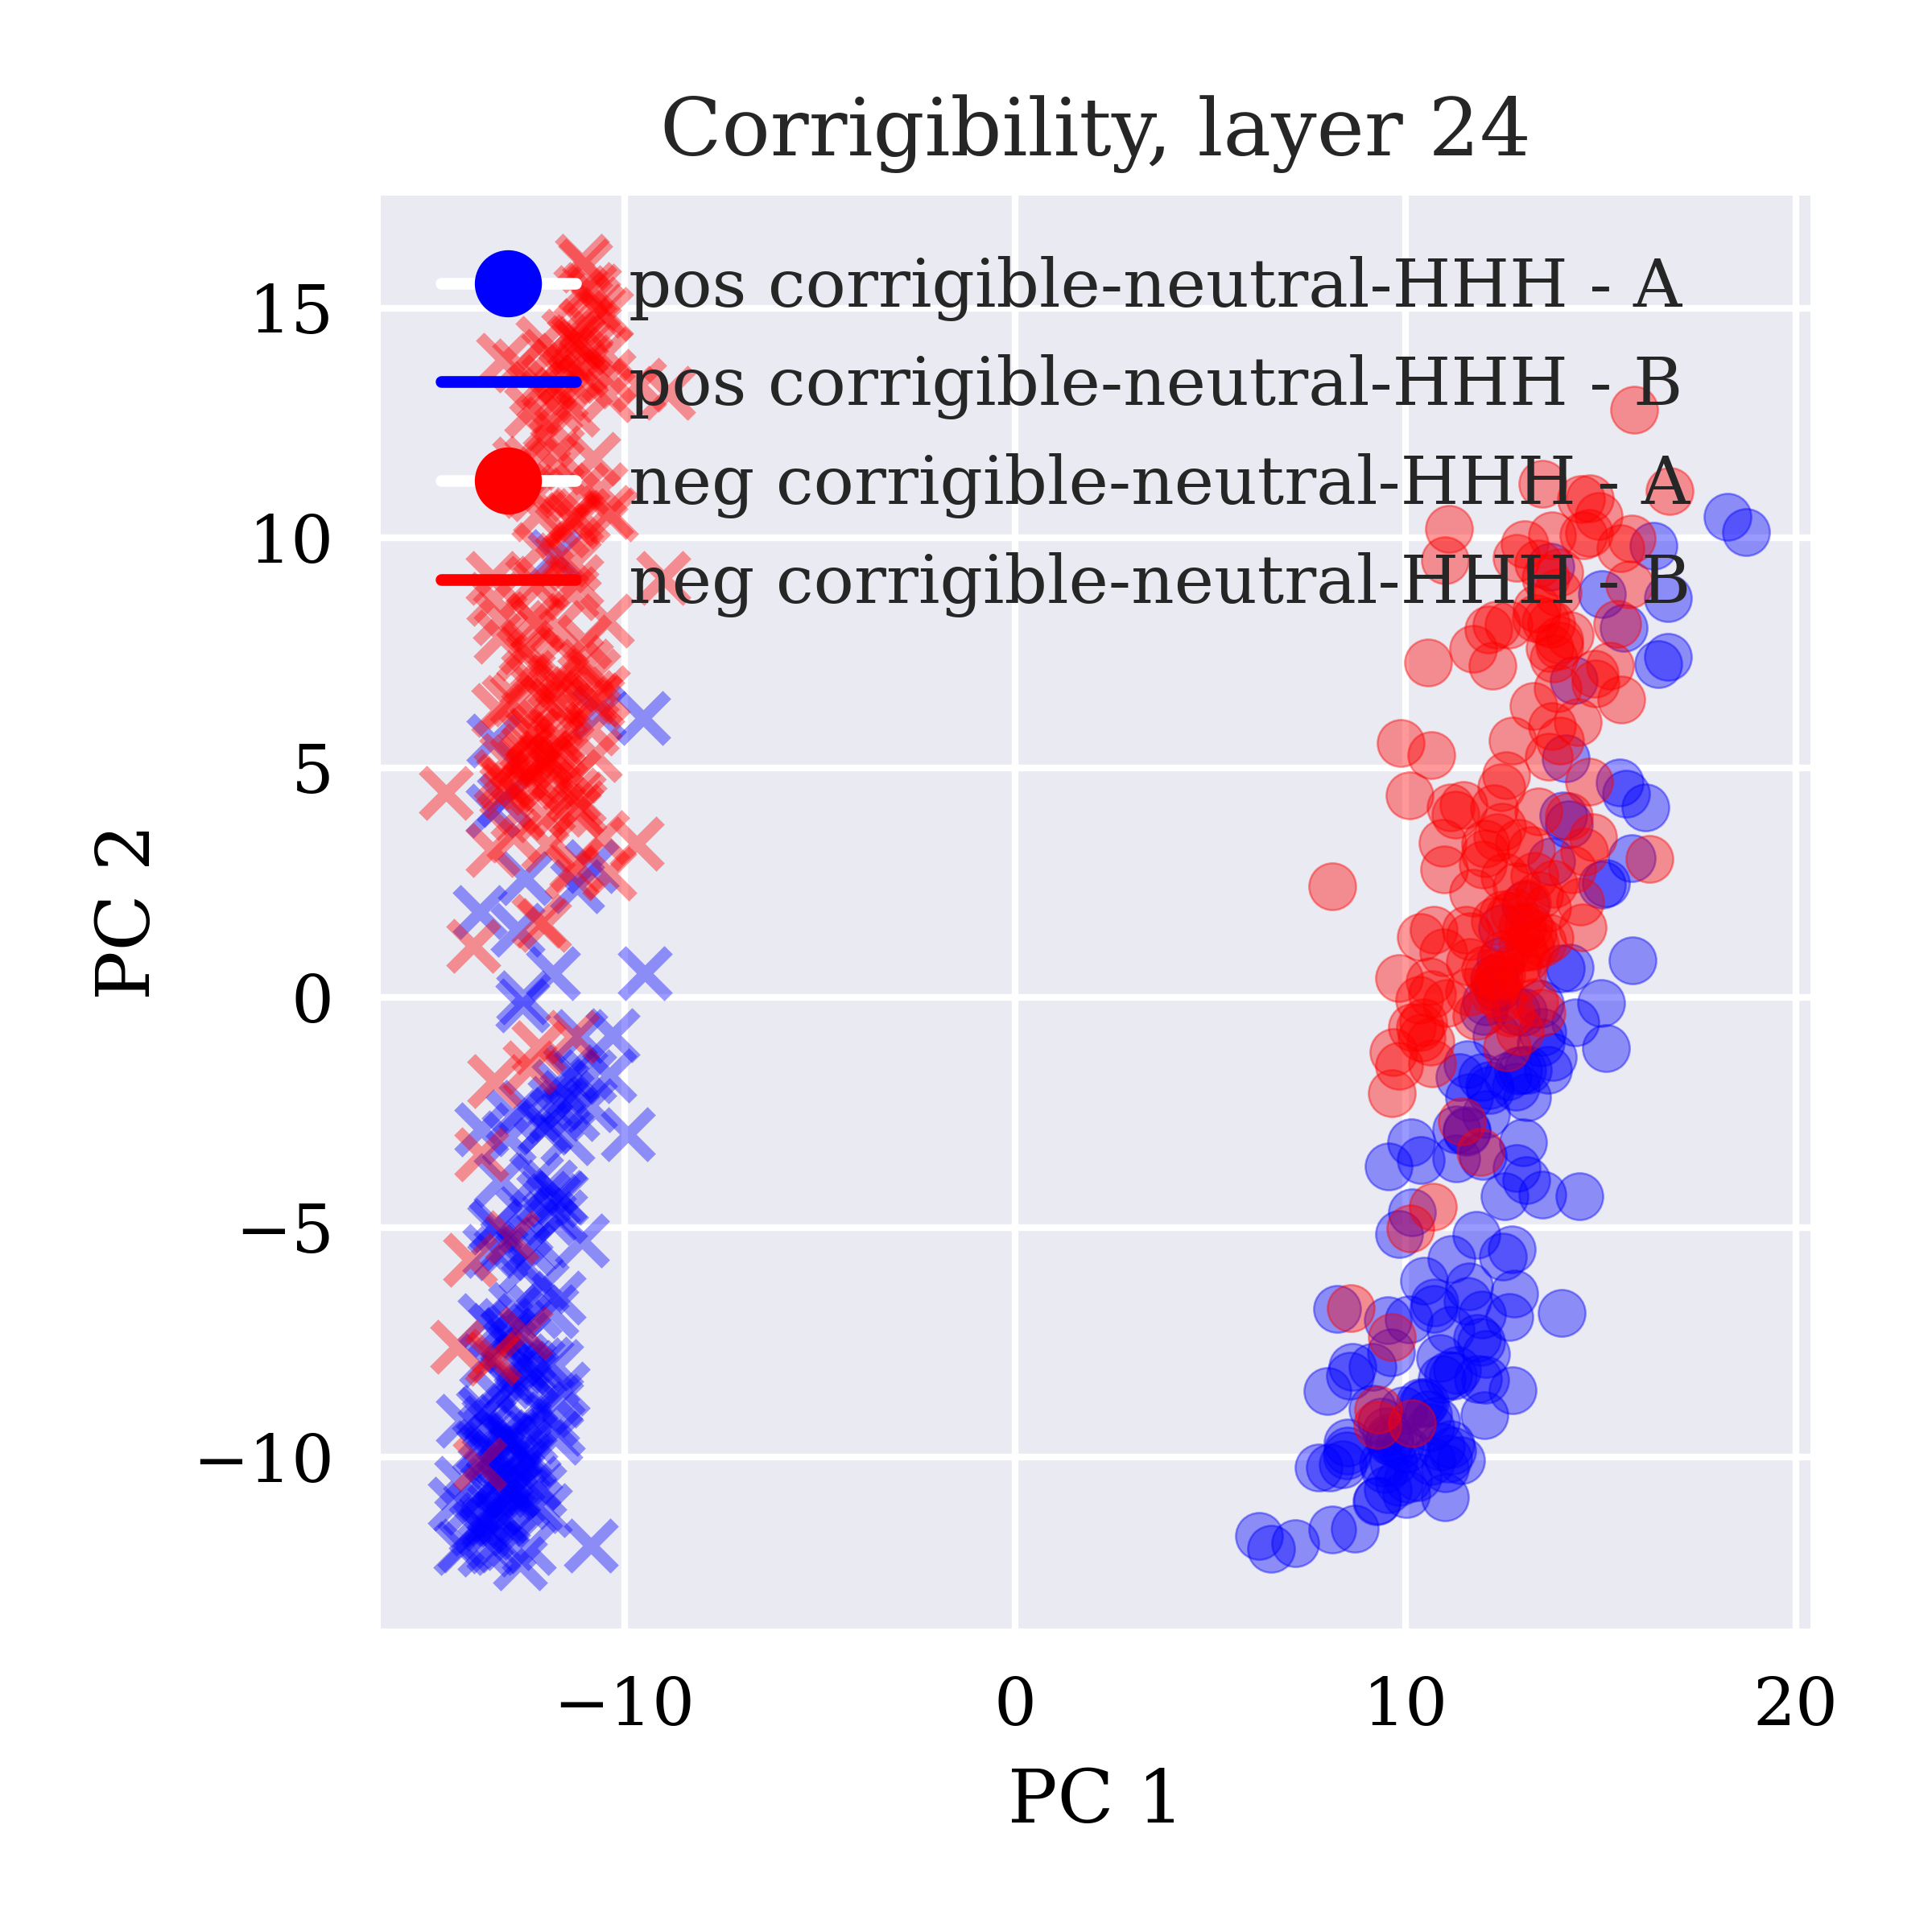 Corrigibility, layer 24
pos corrigible-neutral-HHH - A
pos corrigible-neutral-HHH - B
neg corrigible-neutral-HHH - A
neg corrigible-neutral-HHH - B
15
10
5
0
−5
−10
PC 2
−10 0 10 20
PC 1